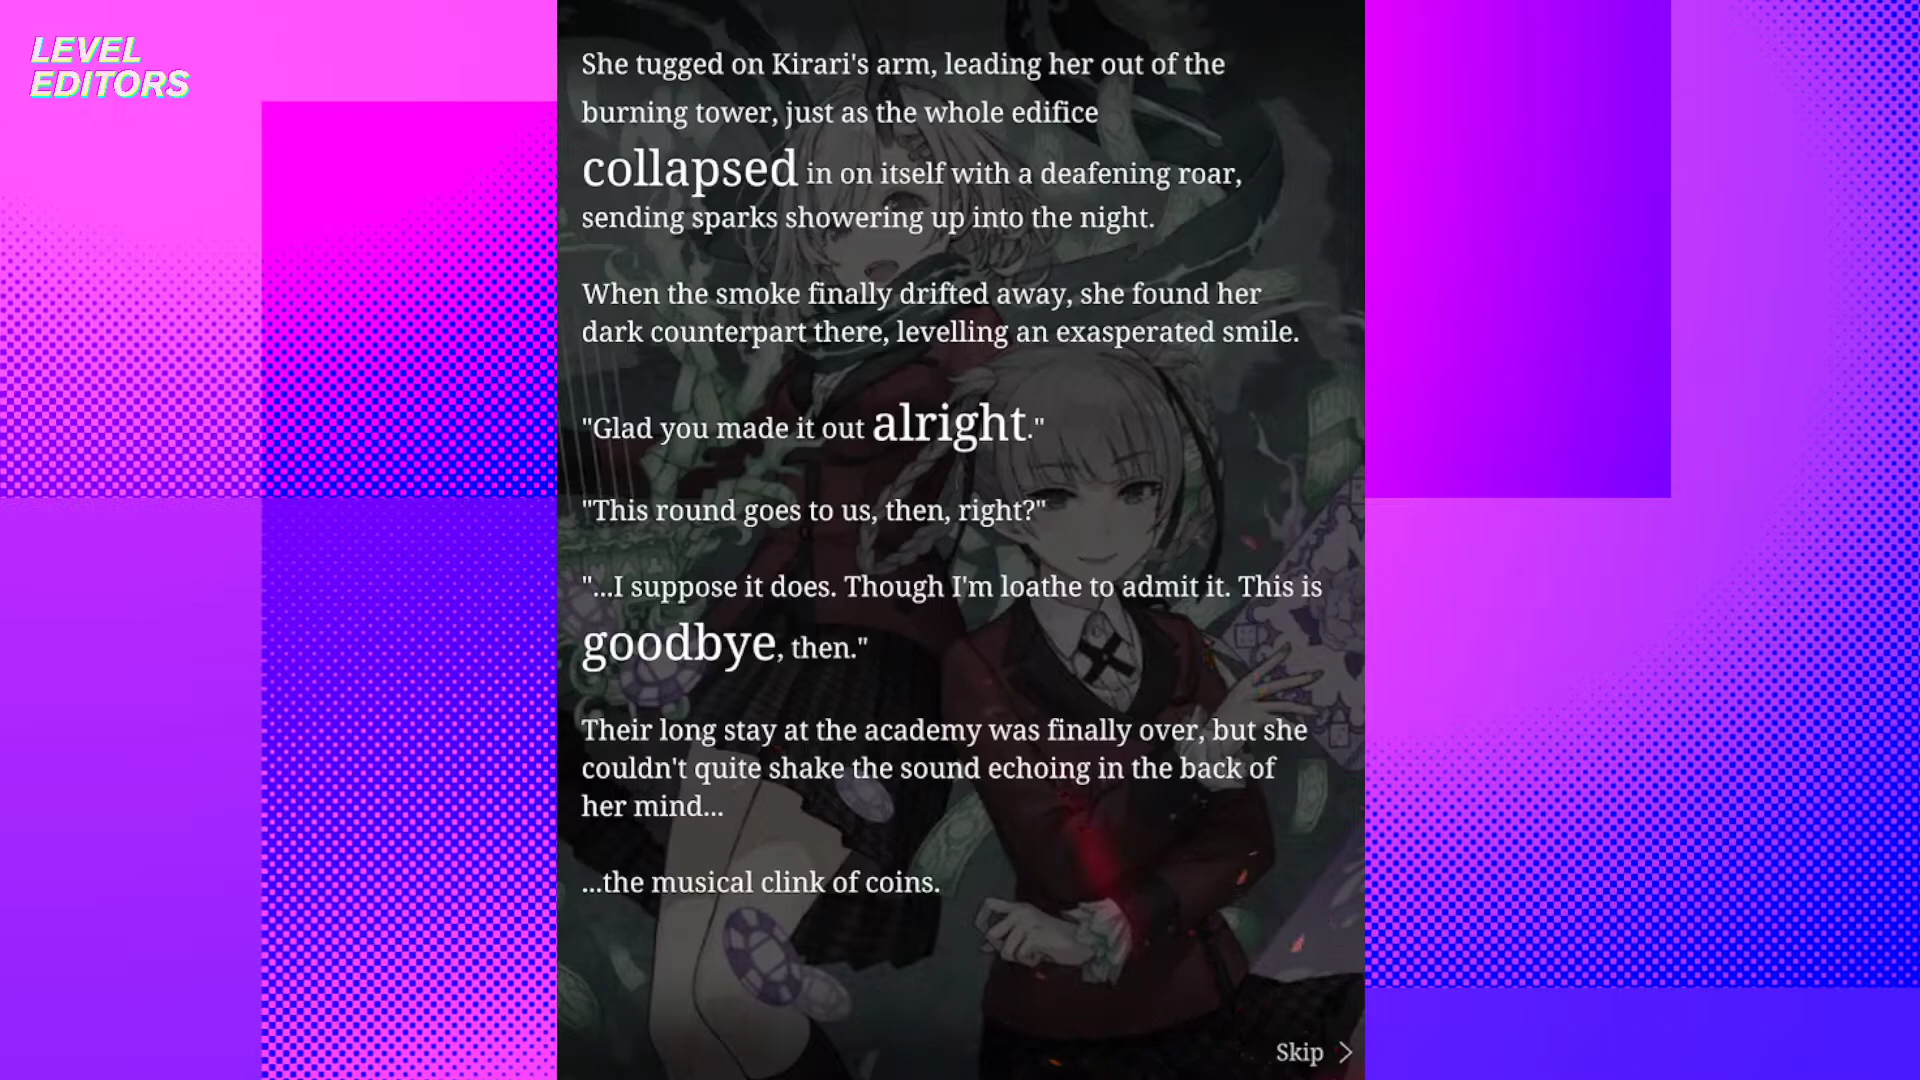 LEVEL
EDITORS
She tugged on Kirari's arm, leading her out of the
burning tower, just as the whole edifice
collapsed in on itself with a deafening roar,
sending sparks showering up into the night.
When the smoke finally drifted away, she found her
dark counterpart there, levelling an exasperated smile.
"Glad you made it out alright."
"This round goes to us, then, right?"
"...I suppose it does. Though I'm loathe to admit it. This is
goodbye, then."
Their long stay at the academy was finally over, but she
couldn't quite shake the sound echoing in the back of
her mind...
...the musical clink of coins.
Skip